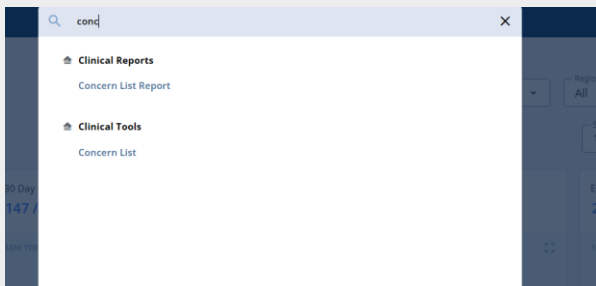 conc
Clinical Reports
Concern List Report
Clinical Tools
Concern List
All
30 Day
147 /